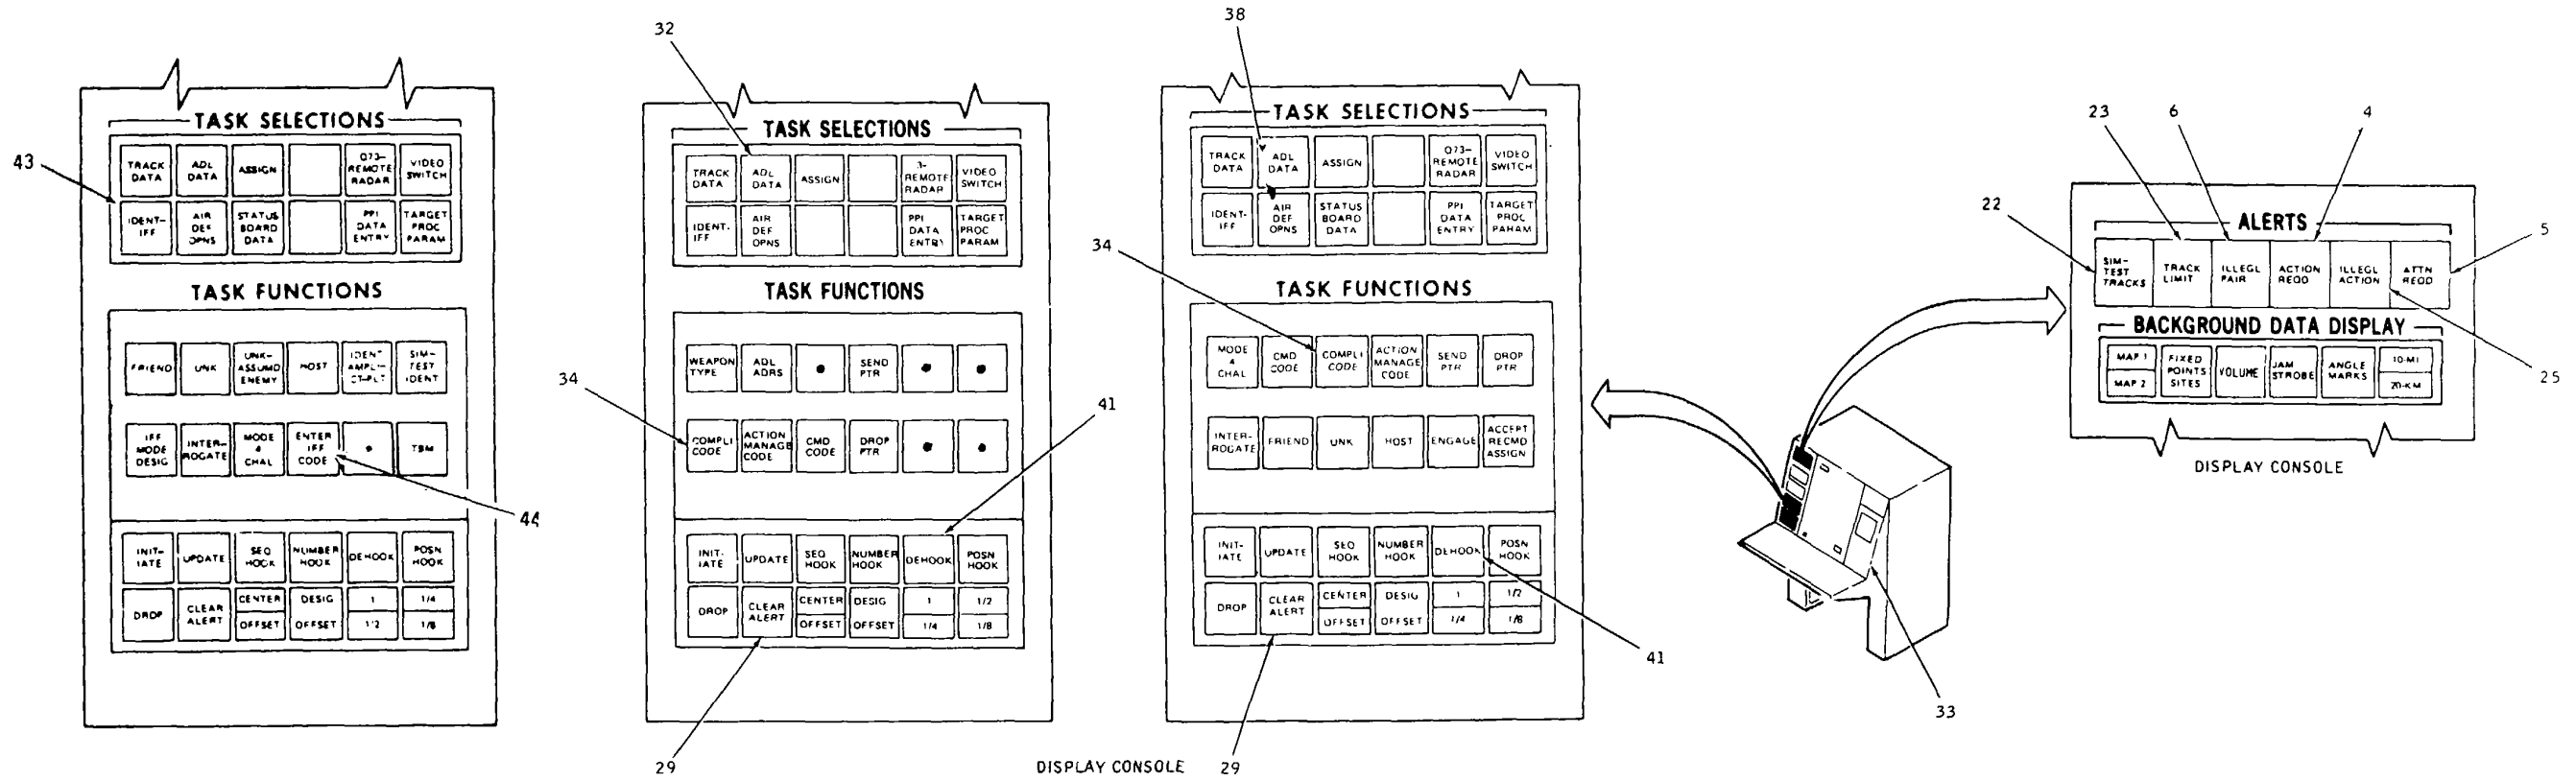 43
TASK SELECTIONS
TRACK DATA
ADL DATA
ASSIGN
Q73- REMOTE RADAR
VIDEO SWITCH
IDENT- IFF
AIR DEF OPNS
STATUS BOARD DATA
PPI DATA ENTRY
TARGET PROC PARAM
TASK FUNCTIONS
FRIEND
UNK
UNK- ASSUMD ENEMY
HOST
IDENT AMPLI-
SIM- TEST IDENT
IFF MODE DESIG
INTER- ROGATE
MODE 4 CHAL
ENTER IFF CODE
TBM
44
INIT- IATE
UPDATE
SEQ HOOK
NUMBER HOOK
DEHOOK
POSN HOOK
DROP
CLEAR ALERT
CENTER
OFFSET
DESIG
OFFSET
1
1/2
1/4
1/8
32
TASK SELECTIONS
TRACK DATA
ADL DATA
ASSIGN
3- REMOTE RADAR
VIDEO SWITCH
IDENT. IFF
AIR DEF OPNS
PPI DATA ENTRY
TARGET PROC PARAM
TASK FUNCTIONS
WEAPON TYPE
ADL ADRS
SEND PTR
34
COMPLI CODE
ACTION MANAGE CODE
CMD CODE
DROP PTR
41
INIT- IATE
UPDATE
SEQ HOOK
NUMBER HOOK
DEHOOK
POSN HOOK
DROP
CLEAR ALERT
CENTER
OFFSET
DESIG
OFFSET
1
1/4
1/2
1/8
29
38
TASK SELECTIONS
TRACK DATA
ADL DATA
ASSIGN
Q73- REMOTE RADAR
VIDEO SWITCH
IDENT- IFF
AIR DEF OPNS
STATUS BOARD DATA
PPI DATA ENTRY
TARGET PROC PARAM
34
TASK FUNCTIONS
MODE 4 CHAL
CMD CODE
COMPLI CODE
ACTION MANAGE CODE
SEND PTR
DROP PTR
INTER- ROGATE
FRIEND
UNK
HOST
ENGAGE
ACCEPT RECMD ASSIGN
INIT- IATE
UPDATE
SEQ HOOK
NUMBER HOOK
DEHOOK
POSN HOOK
DROP
CLEAR ALERT
CENTER
OFFSET
DESIG
OFFSET
1
1/4
1/2
1/8
41
29
DISPLAY CONSOLE
33
23
6
4
22
5
25
ALERTS
SIM- TEST TRACKS
TRACK LIMIT
ILLEGL PAIR
ACTION REQD
ILLEGL ACTION
ATTN REQD
BACKGROUND DATA DISPLAY
MAP 1
MAP 2
FIXED POINTS SITES
VOLUME
JAM STROBE
ANGLE MARKS
10-MI
20-KM
DISPLAY CONSOLE